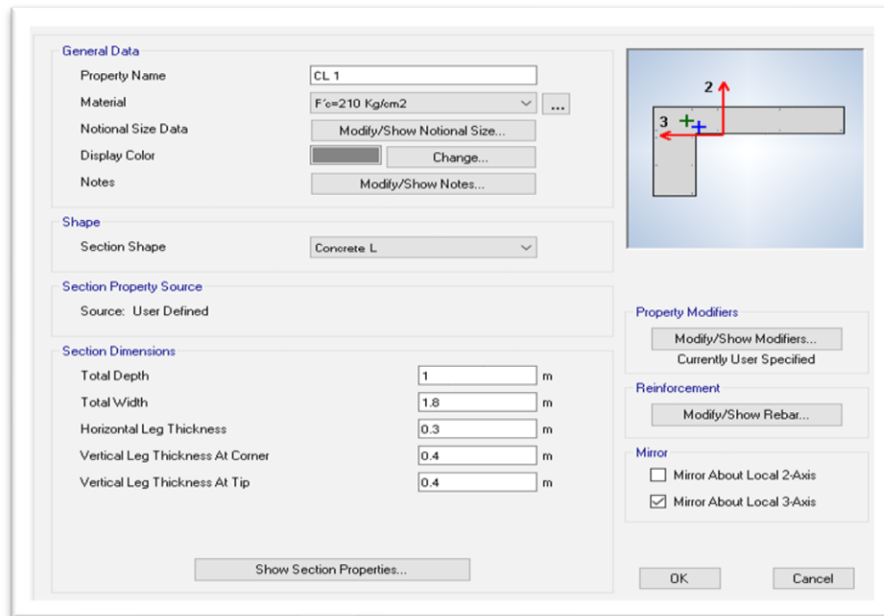 General Data
Property Name CL 1
Material F´c=210 Kg/cm2 ...
Notional Size Data Modify/Show Notional Size...
Display Color Change...
Notes Modify/Show Notes...
Shape
Section Shape Concrete L
Section Property Source
Source: User Defined
Section Dimensions
Total Depth 1 m
Total Width 1.8 m
Horizontal Leg Thickness 0.3 m
Vertical Leg Thickness At Corner 0.4 m
Vertical Leg Thickness At Tip 0.4 m
Show Section Properties...
2
3
Property Modifiers
Modify/Show Modifiers...
Currently User Specified
Reinforcement
Modify/Show Rebar...
Mirror
Mirror About Local 2-Axis
Mirror About Local 3-Axis
OK Cancel